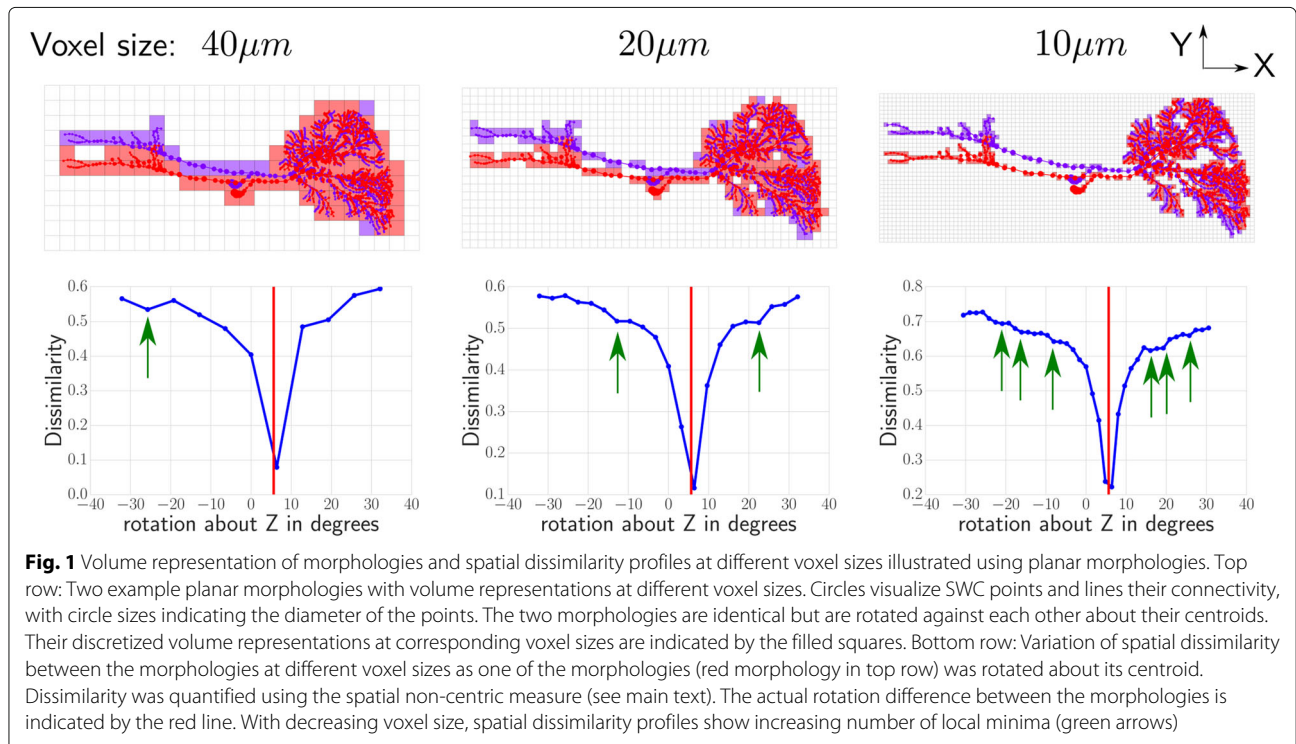 Voxel size: 40μm 20μm 10μm Y X
0.6
0.5
0.4
0.3
0.2
0.1
0.0
Dissimilarity
−40 −30 −20 −10 0 10 20 30 40
rotation about Z in degrees
0.6
0.5
0.4
0.3
0.2
0.1
Dissimilarity
−40 −30 −20 −10 0 10 20 30 40
rotation about Z in degrees
0.8
0.7
0.6
0.5
0.4
0.3
0.2
Dissimilarity
−40 −30 −20 −10 0 10 20 30 40
rotation about Z in degrees
Fig. 1 Volume representation of morphologies and spatial dissimilarity profiles at different voxel sizes illustrated using planar morphologies. Top
row: Two example planar morphologies with volume representations at different voxel sizes. Circles visualize SWC points and lines their connectivity,
with circle sizes indicating the diameter of the points. The two morphologies are identical but are rotated against each other about their centroids.
Their discretized volume representations at corresponding voxel sizes are indicated by the filled squares. Bottom row: Variation of spatial dissimilarity
between the morphologies at different voxel sizes as one of the morphologies (red morphology in top row) was rotated about its centroid.
Dissimilarity was quantified using the spatial non-centric measure (see main text). The actual rotation difference between the morphologies is
indicated by the red line. With decreasing voxel size, spatial dissimilarity profiles show increasing number of local minima (green arrows)